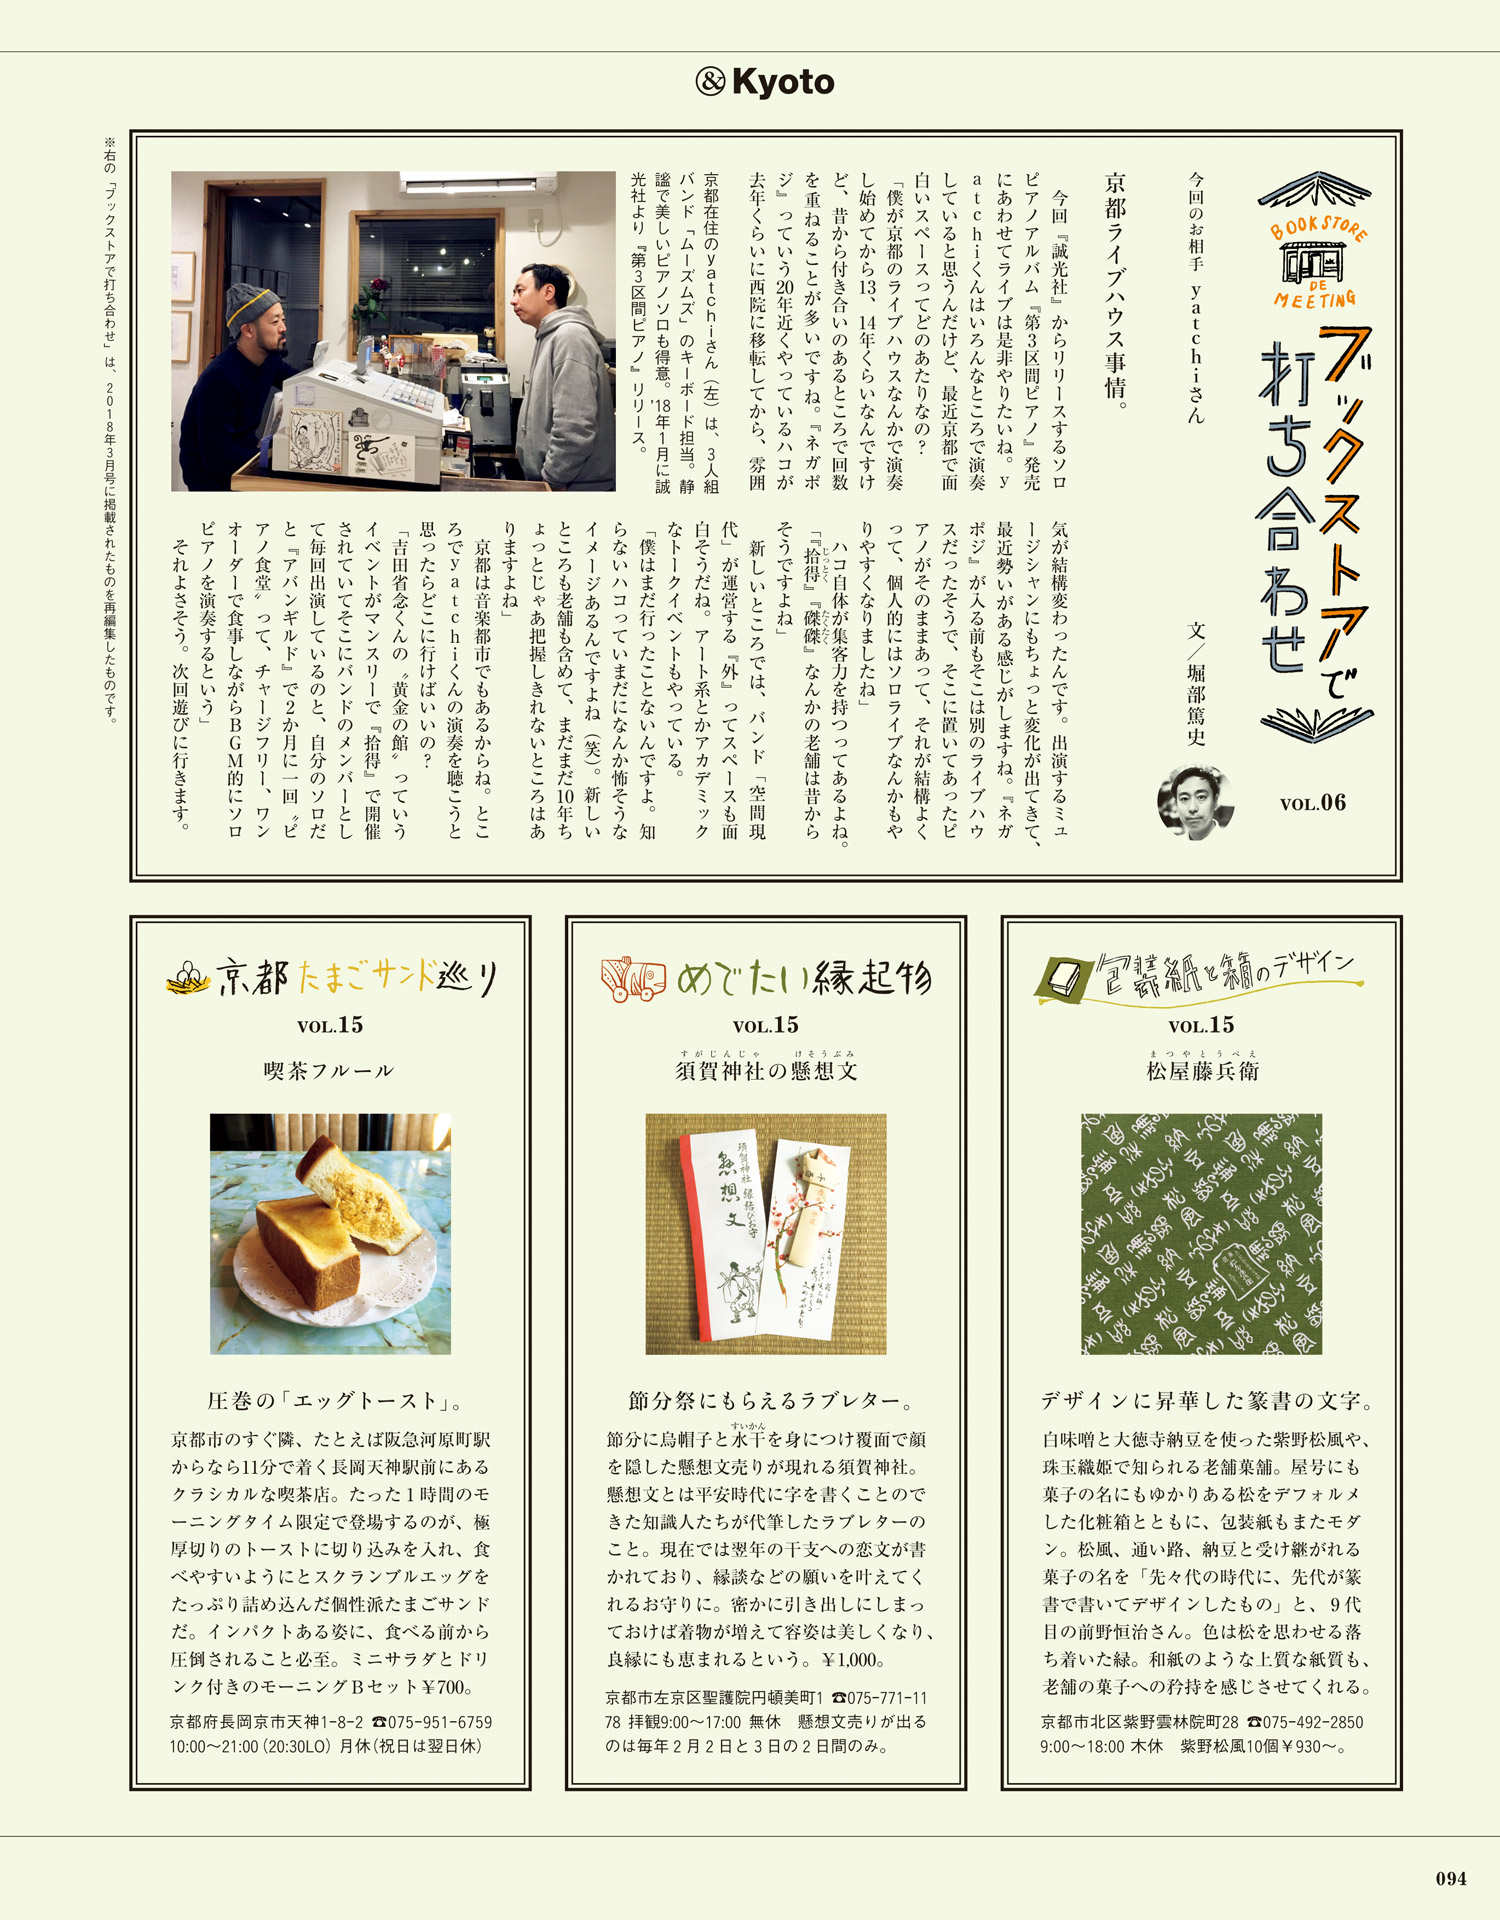 &Kyoto
BOOKSTORE
DE
MEETING
ブックストアで
打ち合わせ
VOL.06
今回のお相手 yatchiさん
文／堀部篤史
京都ライブハウス事情。
　今回『誠光社』からリリースするソロ
ピアノアルバム『第3区間ピアノ』発売
にあわせてライブは是非やりたいね。y
atchiくんはいろんなところで演奏
していると思うんだけど、最近京都で面
白いスペースってどのあたりなの？
「僕が京都のライブハウスなんかで演奏
し始めてから13、14年くらいなんですけ
ど、昔から付き合いのあるところで回数
を重ねることが多いですね。『ネガポ
ジ』っていう20年近くやっているハコが
去年くらいに西院に移転してから、雰囲
気が結構変わったんです。出演するミュ
ージシャンにもちょっと変化が出てきて、
最近勢いがある感じがしますね。『ネガ
ポジ』が入る前もそこは別のライブハウ
スだったそうで、そこに置いてあったピ
アノがそのままあって、それが結構よく
って、個人的にはソロライブなんかもや
りやすくなりましたね」
　ハコ自体が集客力を持つってあるよね。
「『拾得』『磔磔』なんかの老舗は昔から
そうですよね」
　新しいところでは、バンド「空間現
代」が運営する『外』ってスペースも面
白そうだね。アート系とかアカデミック
なトークイベントもやっている。
「僕はまだ行ったことないんですよ。知
らないハコっていまだになんか怖そうな
イメージあるんですよね（笑）。新しい
ところも老舗も含めて、まだまだ10年ち
ょっとじゃあ把握しきれないところはあ
りますよね」
　京都は音楽都市でもあるからね。とこ
ろでyatchiくんの演奏を聴こうと
思ったらどこに行けばいいの？
「吉田省念くんの〝黄金の館〟っていう
イベントがマンスリーで『拾得』で開催
されていてそこにバンドのメンバーとし
て毎回出演しているのと、自分のソロだ
と『アバンギルド』で2か月に一回〝ピ
アノ食堂〟って、チャージフリー、ワン
オーダーで食事しながらBGM的にソロ
ピアノを演奏するという」
　それよさそう。次回遊びに行きます。
じっとく
たくたく
京都在住のyatchiさん（左）は、3人組
バンド「ムーズムズ」のキーボード担当。静
謐で美しいピアノソロも得意。'18年1月に誠
光社より『第3区間ピアノ』リリース。
※右の「ブックストアで打ち合わせ」は、2018年3月号に掲載されたものを再編集したものです。
京都たまごサンド巡り
VOL.15
喫茶フルール
圧巻の「エッグトースト」。
京都市のすぐ隣、たとえば阪急河原町駅
からなら11分で着く長岡天神駅前にある
クラシカルな喫茶店。たった１時間のモ
ーニングタイム限定で登場するのが、極
厚切りのトーストに切り込みを入れ、食
べやすいようにとスクランブルエッグを
たっぷり詰め込んだ個性派たまごサンド
だ。インパクトある姿に、食べる前から
圧倒されること必至。ミニサラダとドリ
ンク付きのモーニングＢセット￥700。
京都府長岡京市天神1-8-2 ☎075-951-6759
10:00〜21:00（20:30LO） 月休（祝日は翌日休）
めでたい縁起物
VOL.15
すがじんじゃ　けそうぶみ
須賀神社の懸想文
須賀神社 縁結びお守
懸想文
節分祭にもらえるラブレター。
すいかん
節分に烏帽子と水干を身につけ覆面で顔
を隠した懸想文売りが現れる須賀神社。
懸想文とは平安時代に字を書くことので
きた知識人たちが代筆したラブレターの
こと。現在では翌年の干支への恋文が書
かれており、縁談などの願いを叶えてく
れるお守りに。密かに引き出しにしまっ
ておけば着物が増えて容姿は美しくなり、
良縁にも恵まれるという。￥1,000。
京都市左京区聖護院円頓美町1 ☎075-771-11
78 拝観9:00〜17:00 無休　懸想文売りが出る
のは毎年２月２日と３日の２日間のみ。
包装紙と箱のデザイン
VOL.15
まつやとうべえ
松屋藤兵衛
デザインに昇華した篆書の文字。
白味噌と大徳寺納豆を使った紫野松風や、
珠玉織姫で知られる老舗菓舗。屋号にも
菓子の名にもゆかりある松をデフォルメ
した化粧箱とともに、包装紙もまたモダ
ン。松風、通い路、納豆と受け継がれる
菓子の名を「先々代の時代に、先代が篆
書で書いてデザインしたもの」と、９代
目の前野恒治さん。色は松を思わせる落
ち着いた緑。和紙のような上質な紙質も、
老舗の菓子への矜持を感じさせてくれる。
京都市北区紫野雲林院町28 ☎075-492-2850
9:00〜18:00 木休　紫野松風10個￥930〜。
094